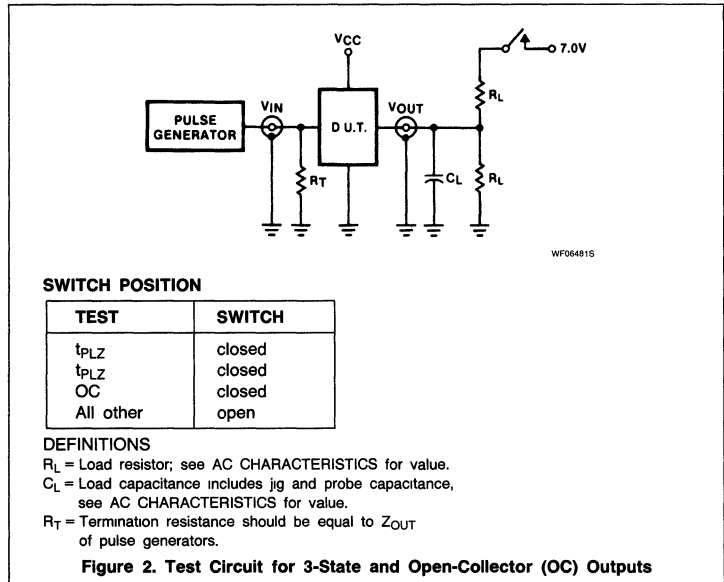 VCC
7.0V
RL
PULSE GENERATOR
VIN
D U.T.
VOUT
RT
CL
RL
WF06481S
SWITCH POSITION
TEST SWITCH
tPLZ closed
tPLZ closed
OC closed
All other open
DEFINITIONS
RL = Load resistor; see AC CHARACTERISTICS for value.
CL = Load capacitance includes jig and probe capacitance,
see AC CHARACTERISTICS for value.
RT = Termination resistance should be equal to ZOUT
of pulse generators.
Figure 2. Test Circuit for 3-State and Open-Collector (OC) Outputs